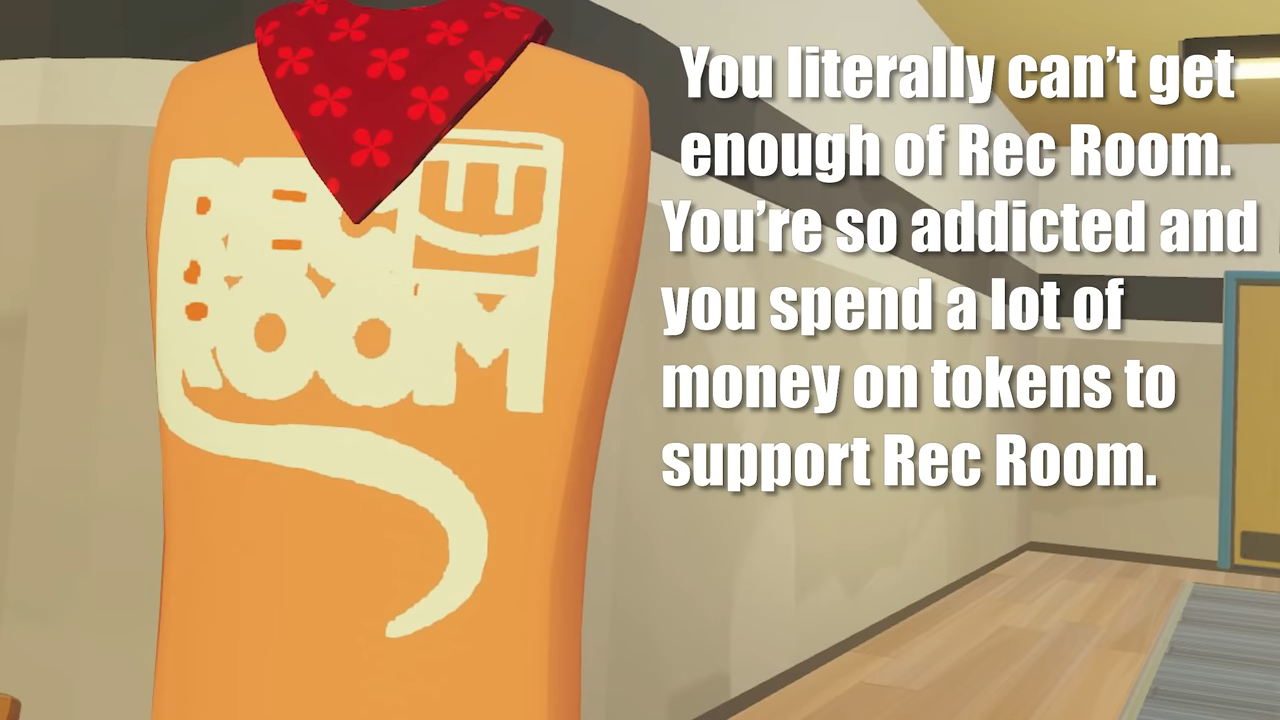 REC
ROOM
You literally can't get
enough of Rec Room.
You're so addicted and
you spend a lot of
money on tokens to
support Rec Room.